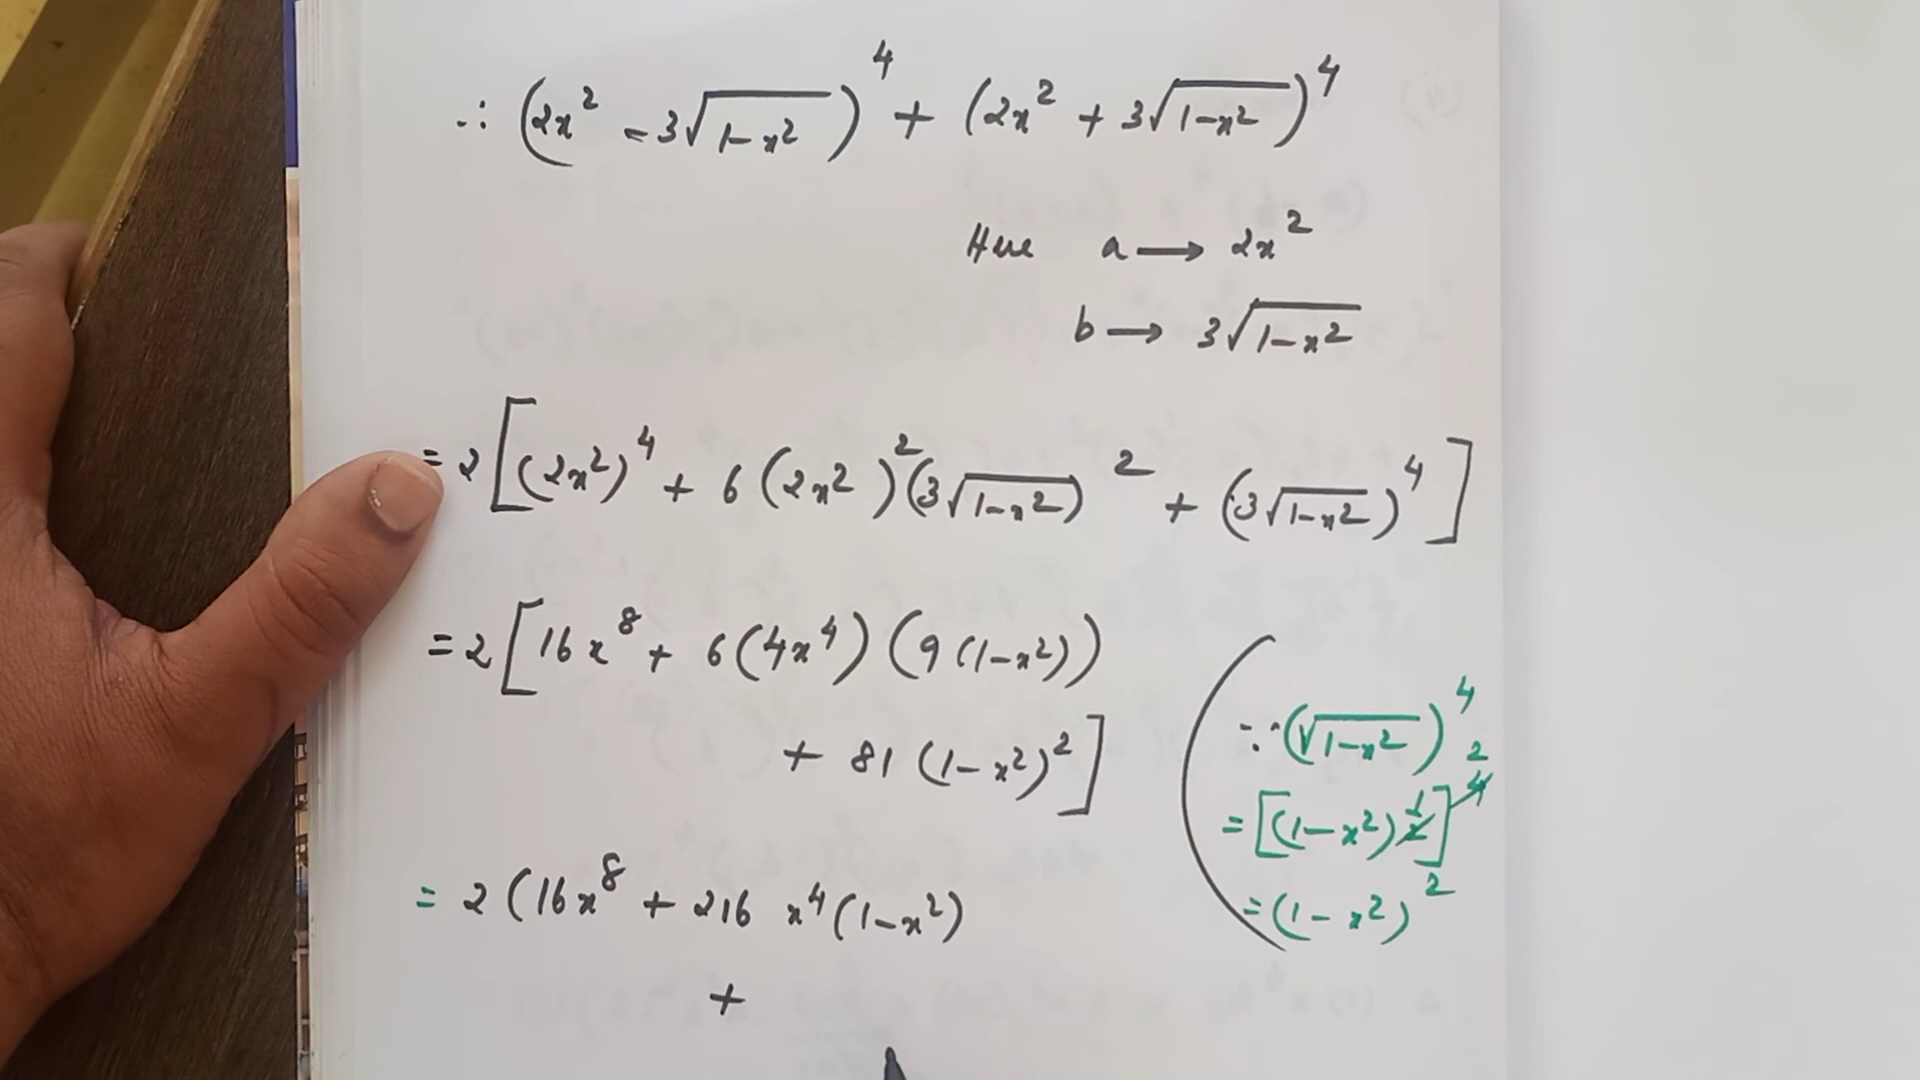 ∴ (2x² - 3√(1-x²))⁴ + (2x² + 3√(1-x²))⁴
Here a → 2x²
b → 3√(1-x²)
= 2[(2x²)⁴ + 6(2x²)²(3√(1-x²))² + (3√(1-x²))⁴]
= 2[16x⁸ + 6(4x⁴)(9(1-x²))
+ 81(1-x²)²]
∵ (√(1-x²))⁴
= [(1-x²)^(1/2)]⁴ ²
= (1-x²)²
= 2(16x⁸ + 216 x⁴(1-x²)
+